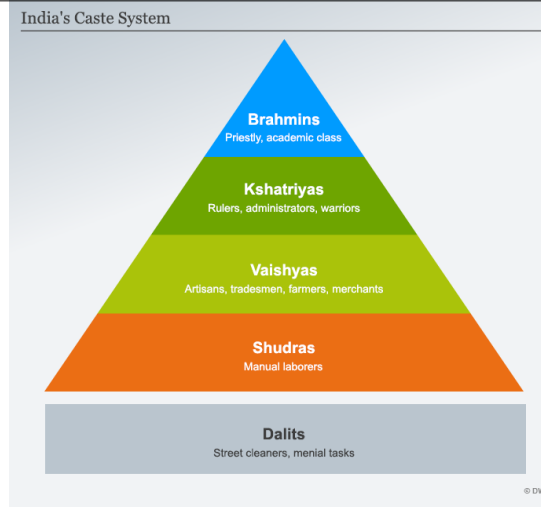 India's Caste System
Brahmins
Priestly, academic class
Kshatriyas
Rulers, administrators, warriors
Vaishyas
Artisans, tradesmen, farmers, merchants
Shudras
Manual laborers
Dalits
Street cleaners, menial tasks
©